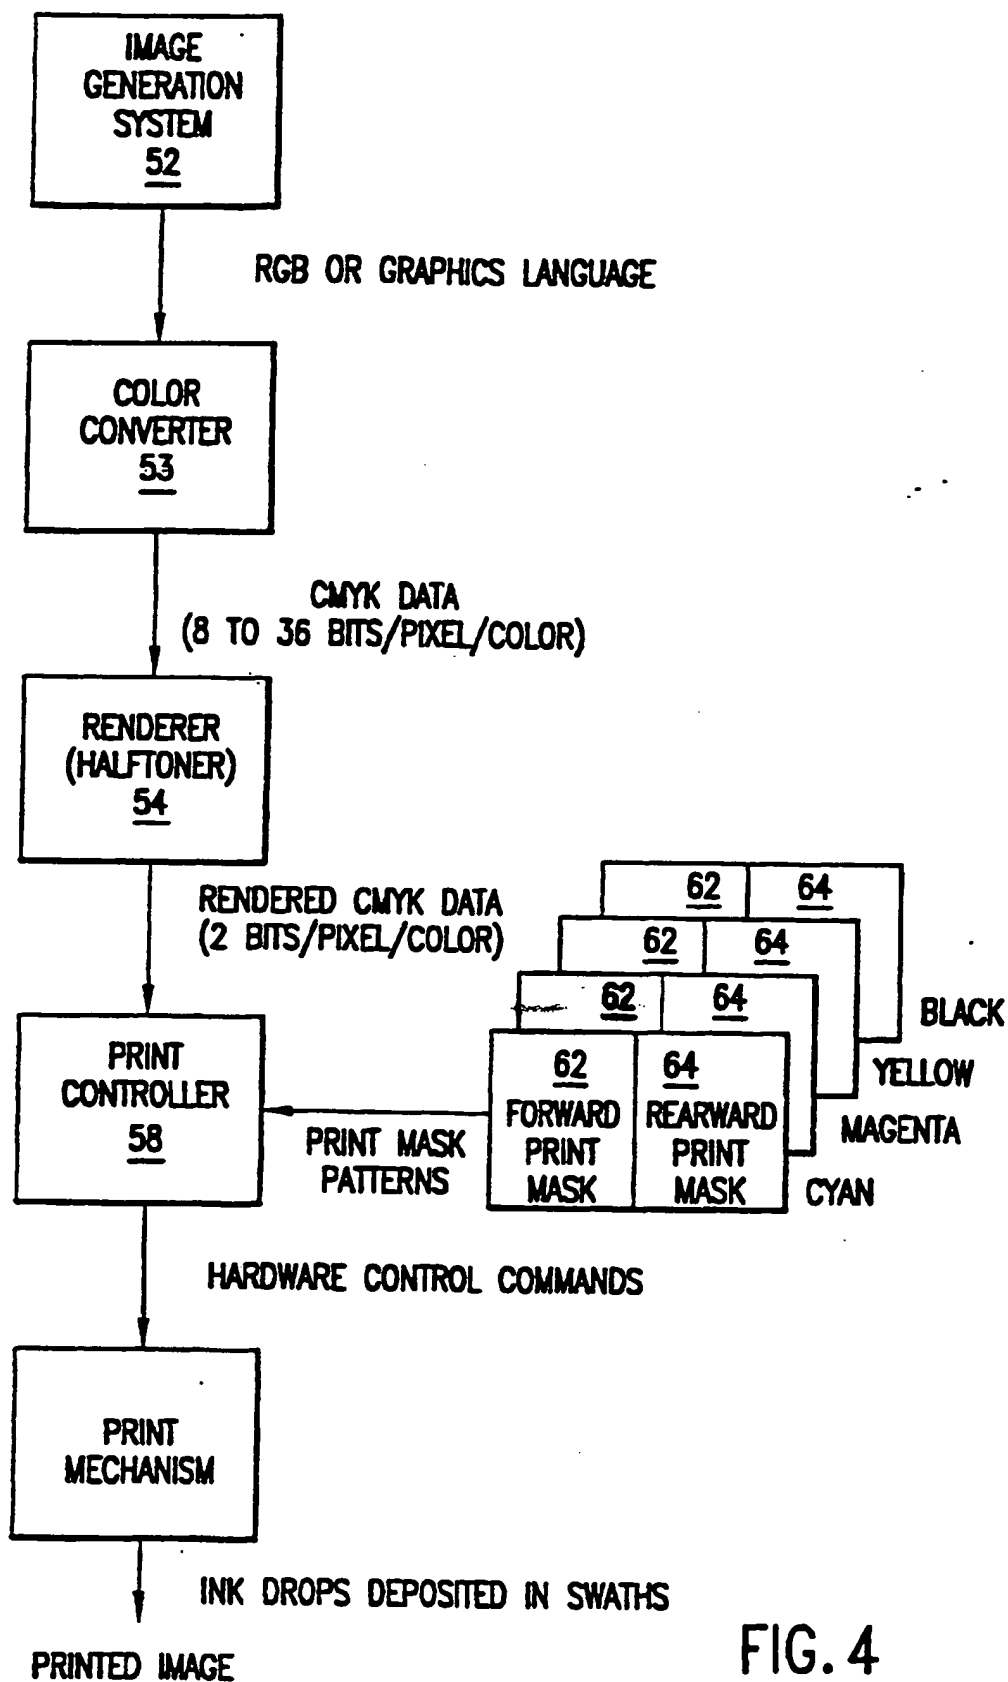 IMAGE
GENERATION
SYSTEM
52
RGB OR GRAPHICS LANGUAGE
COLOR
CONVERTER
53
CMYK DATA
(8 TO 36 BITS/PIXEL/COLOR)
RENDERER
(HALFTONER)
54
RENDERED CMYK DATA
(2 BITS/PIXEL/COLOR)
62 64
62 64
62 64
BLACK
YELLOW
MAGENTA
CYAN
62
FORWARD
PRINT
MASK
64
REARWARD
PRINT
MASK
PRINT
CONTROLLER
58
PRINT MASK
PATTERNS
HARDWARE CONTROL COMMANDS
PRINT
MECHANISM
INK DROPS DEPOSITED IN SWATHS
PRINTED IMAGE
FIG. 4